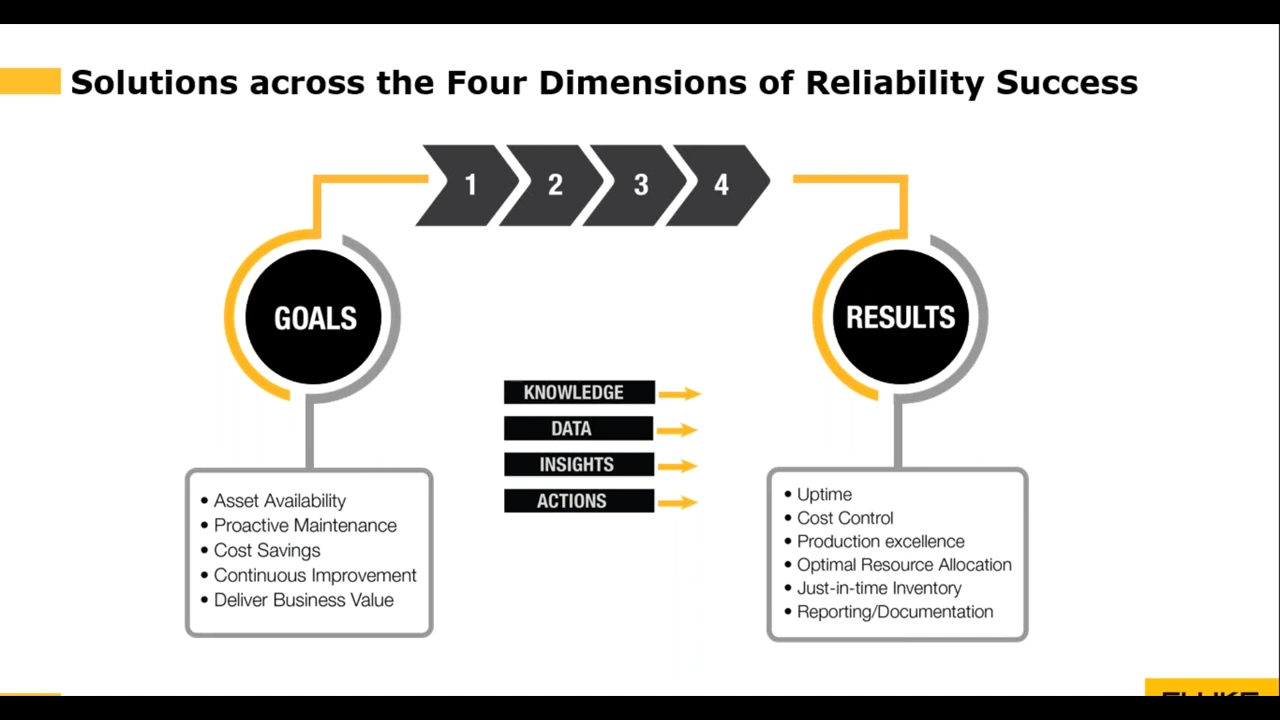 Solutions across the Four Dimensions of Reliability Success
1 2 3 4
GOALS
RESULTS
KNOWLEDGE
DATA
INSIGHTS
ACTIONS
• Asset Availability
• Proactive Maintenance
• Cost Savings
• Continuous Improvement
• Deliver Business Value
• Uptime
• Cost Control
• Production excellence
• Optimal Resource Allocation
• Just-in-time Inventory
• Reporting/Documentation
FLUKE